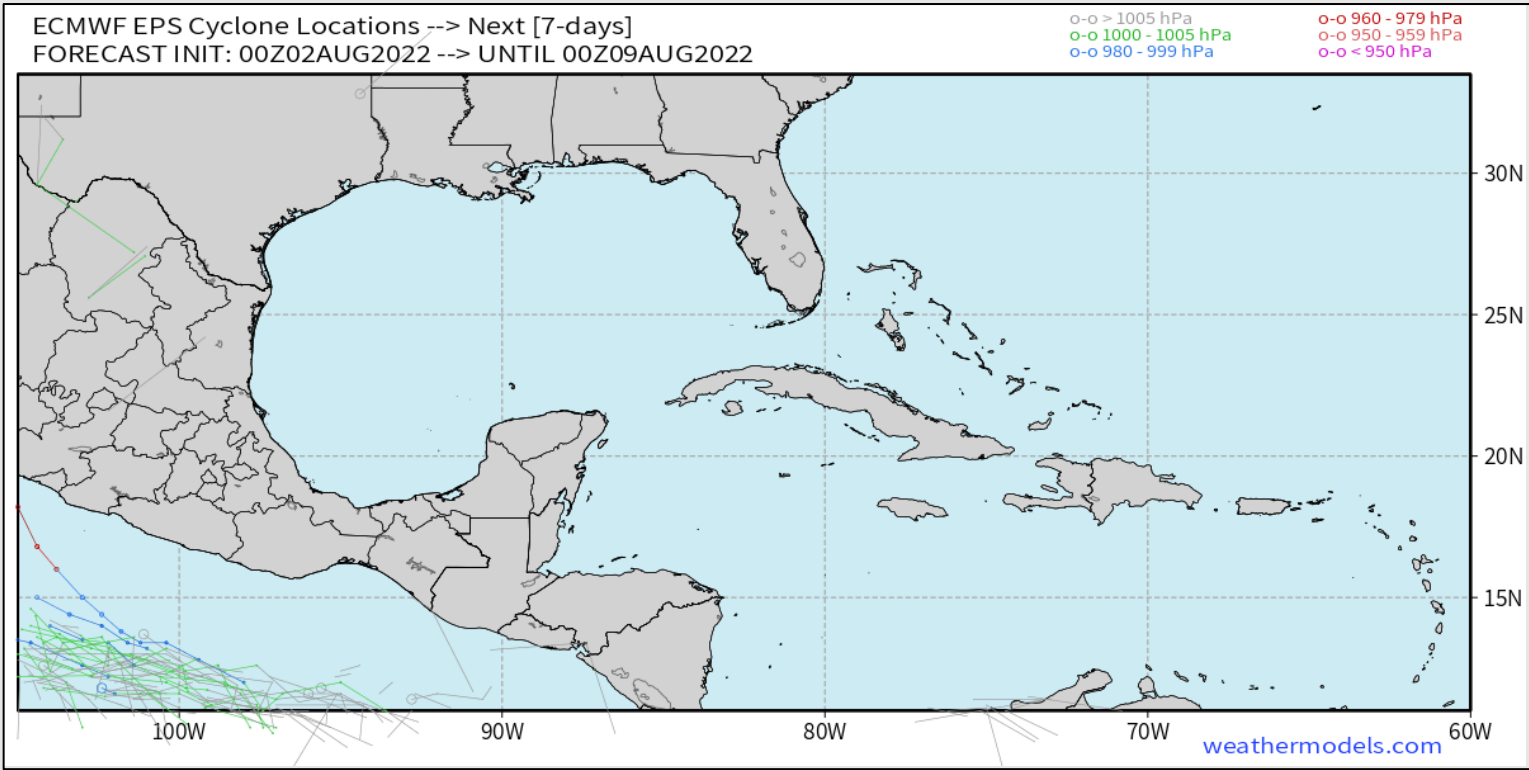 ECMWF EPS Cyclone Locations --> Next [7-days]
FORECAST INIT: 00Z02AUG2022 --> UNTIL 00Z09AUG2022
o-o > 1005 hPa
o-o 1000 - 1005 hPa
o-o 980 - 999 hPa
o-o 960 - 979 hPa
o-o 950 - 959 hPa
o-o < 950 hPa
30N
25N
20N
15N
100W
90W
80W
70W
60W
weathermodels.com